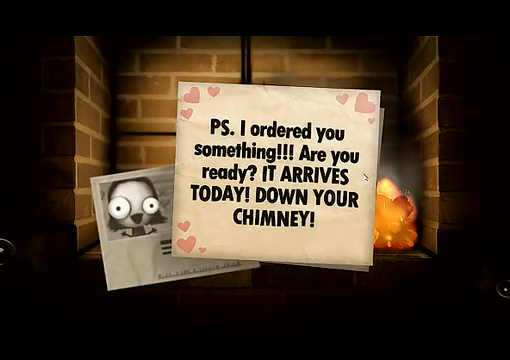 PS. I ordered you
something!!! Are you
ready? IT ARRIVES
TODAY! DOWN YOUR
CHIMNEY!